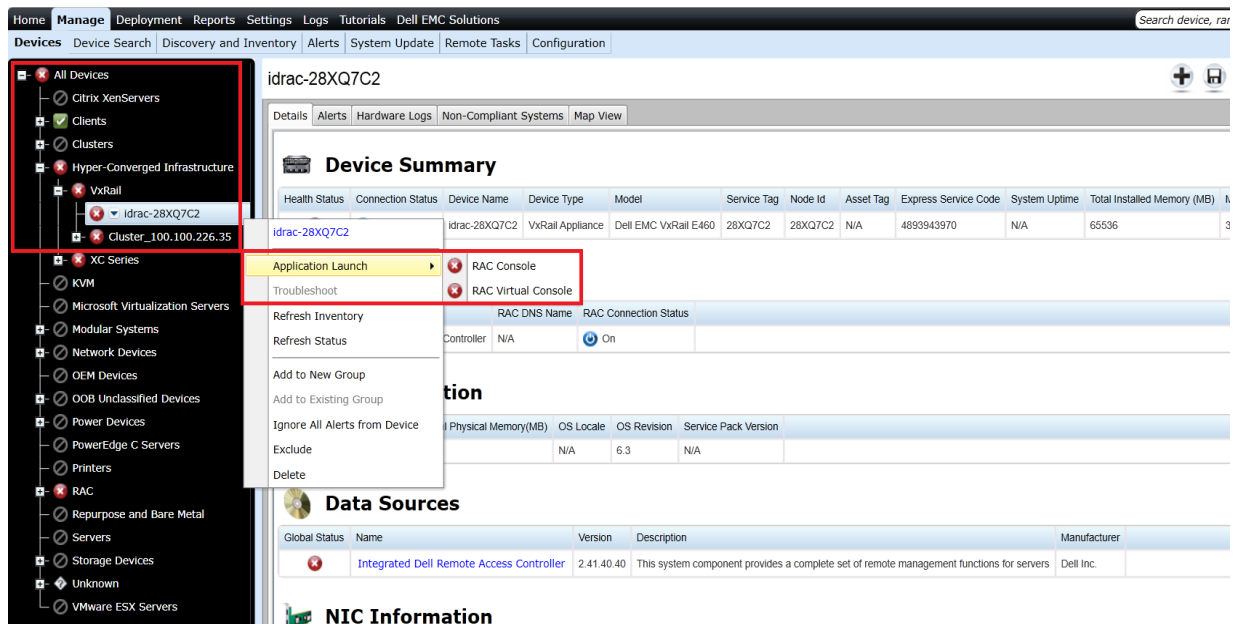 Home Manage Deployment Reports Settings Logs Tutorials Dell EMC Solutions
Search device, ran
Devices Device Search Discovery and Inventory Alerts System Update Remote Tasks Configuration
All Devices
Citrix XenServers
Clients
Clusters
Hyper-Converged Infrastructure
VxRail
idrac-28XQ7C2
Cluster_100.100.226.35
XC Series
KVM
Microsoft Virtualization Servers
Modular Systems
Network Devices
OEM Devices
OOB Unclassified Devices
Power Devices
PowerEdge C Servers
Printers
RAC
Repurpose and Bare Metal
Servers
Storage Devices
Unknown
VMware ESX Servers
idrac-28XQ7C2
Application Launch
RAC Console
Troubleshoot
RAC Virtual Console
Refresh Inventory
Refresh Status
Add to New Group
Add to Existing Group
Ignore All Alerts from Device
Exclude
Delete
idrac-28XQ7C2
Details Alerts Hardware Logs Non-Compliant Systems Map View
Device Summary
Health Status Connection Status Device Name Device Type Model Service Tag Node Id Asset Tag Express Service Code System Uptime Total Installed Memory (MB)
idrac-28XQ7C2 VxRail Appliance Dell EMC VxRail E460 28XQ7C2 28XQ7C2 N/A 4893943970 N/A 65536
RAC DNS Name RAC Connection Status
Controller N/A On
tion
l Physical Memory(MB) OS Locale OS Revision Service Pack Version
N/A 6.3 N/A
Data Sources
Global Status Name Version Description Manufacturer
Integrated Dell Remote Access Controller 2.41.40.40 This system component provides a complete set of remote management functions for servers Dell Inc.
NIC Information